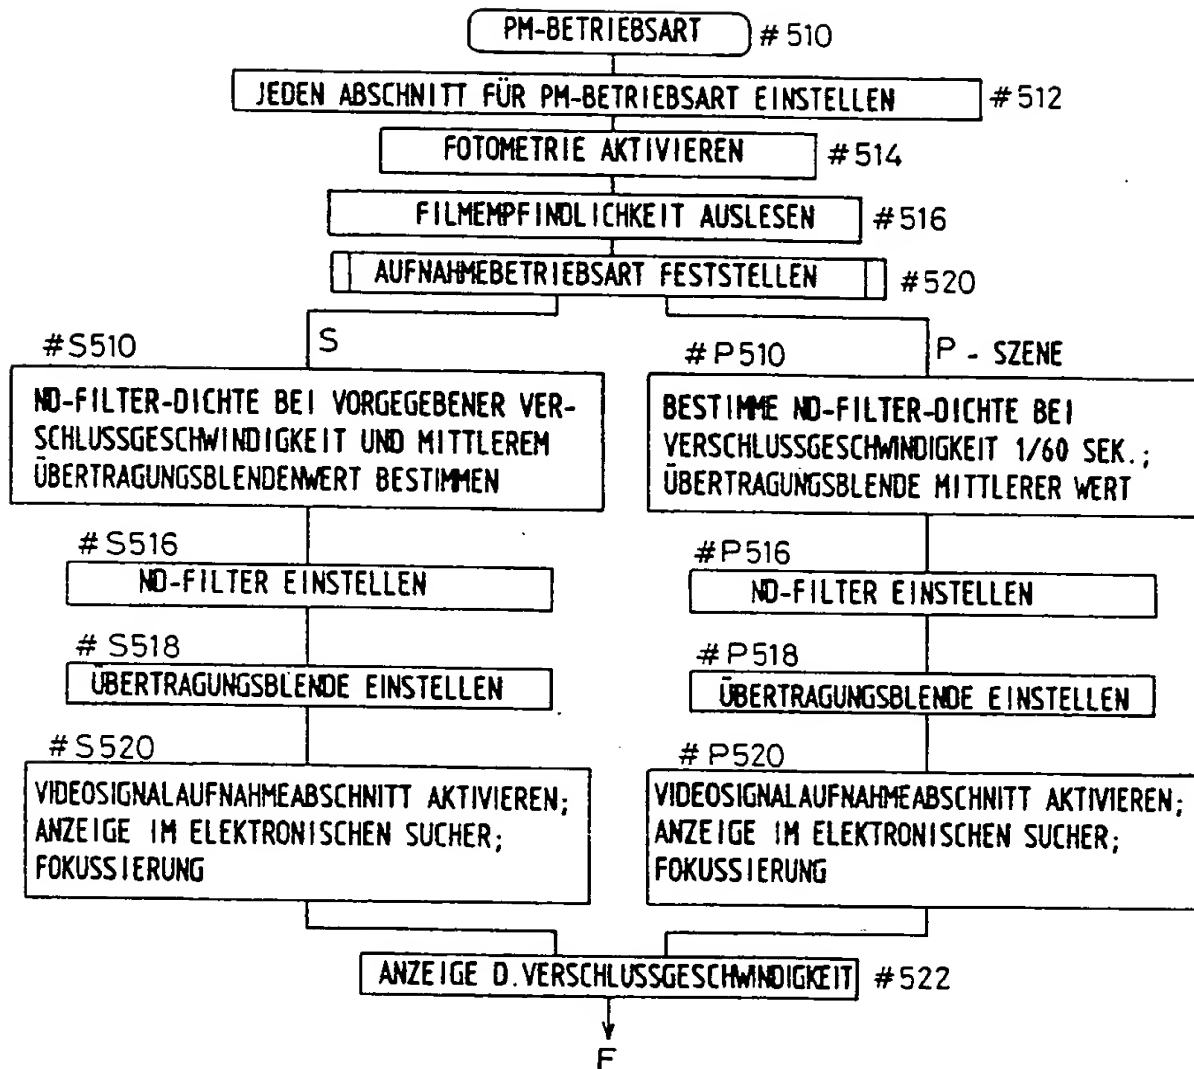 PM-BETRIEBSART #510
JEDEN ABSCHNITT FÜR PM-BETRIEBSART EINSTELLEN #512
FOTOMETRIE AKTIVIEREN #514
FILMEMPFINDLICHKEIT AUSLESEN #516
AUFNAHMEBETRIEBSART FESTSTELLEN #520
#S510 S
ND-FILTER-DICHTE BEI VORGEGEBENER VER-
SCHLUSSGESCHWINDIGKEIT UND MITTLEREM
ÜBERTRAGUNGSBLENDENWERT BESTIMMEN
#S516
ND-FILTER EINSTELLEN
#S518
ÜBERTRAGUNGSBLENDE EINSTELLEN
#S520
VIDEOSIGNALAUFNAHMEABSCHNITT AKTIVIEREN;
ANZEIGE IM ELEKTRONISCHEN SUCHER;
FOKUSSIERUNG
#P510 P - SZENE
BESTIMME ND-FILTER-DICHTE BEI
VERSCHLUSSGESCHWINDIGKEIT 1/60 SEK.;
ÜBERTRAGUNGSBLENDE MITTLERER WERT
#P516
ND-FILTER EINSTELLEN
#P518
ÜBERTRAGUNGSBLENDE EINSTELLEN
#P520
VIDEOSIGNALAUFNAHMEABSCHNITT AKTIVIEREN;
ANZEIGE IM ELEKTRONISCHEN SUCHER;
FOKUSSIERUNG
ANZEIGE D. VERSCHLUSSGESCHWINDIGKEIT #522